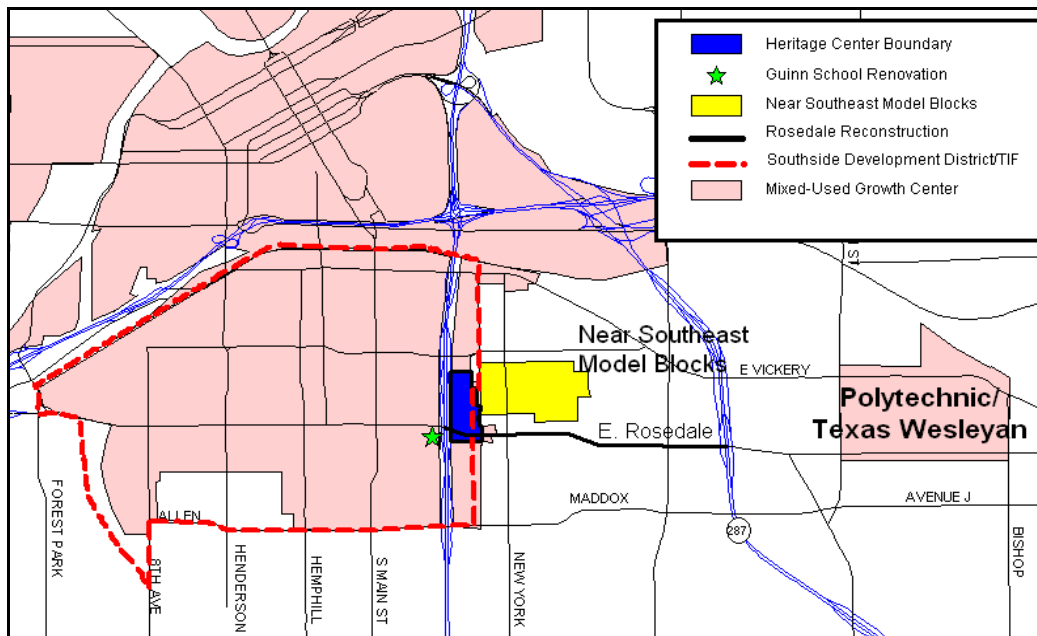 Heritage Center Boundary
Guinn School Renovation
Near Southeast Model Blocks
Rosedale Reconstruction
Southside Development District/TIF
Mixed-Used Growth Center
ST
Near Southeast
Model Blocks
E VICKERY
Polytechnic/
Texas Wesleyan
E. Rosedale
FOREST PARK
ALLEN
MADDOX
AVENUE J
8TH AVE
HENDERSON
HEMPHILL
S MAIN ST
NEW YORK
287
BISHOP